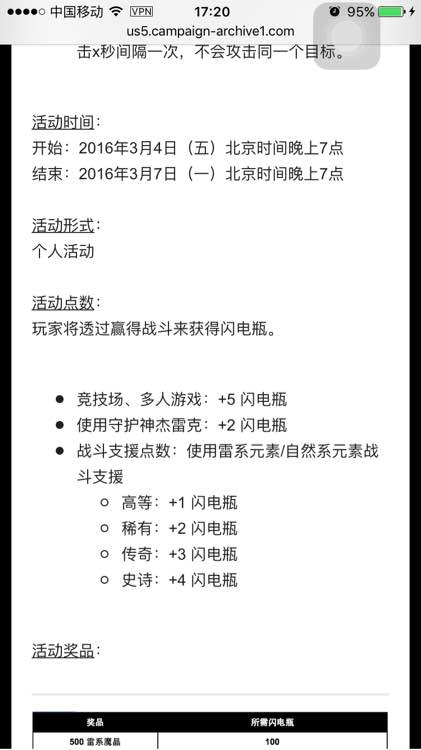 中国移动 VPN 17:20 95%
us5.campaign-archive1.com
击x秒间隔一次，不会攻击同一个目标。
活动时间：
开始：2016年3月4日（五）北京时间晚上7点
结束：2016年3月7日（一）北京时间晚上7点
活动形式：
个人活动
活动点数：
玩家将透过赢得战斗来获得闪电瓶。
竞技场、多人游戏：+5 闪电瓶
使用守护神杰雷克：+2 闪电瓶
战斗支援点数：使用雷系元素/自然系元素战
斗支援
高等：+1 闪电瓶
稀有：+2 闪电瓶
传奇：+3 闪电瓶
史诗：+4 闪电瓶
活动奖品：
奖品 所需闪电瓶
500 雷系魔晶 100